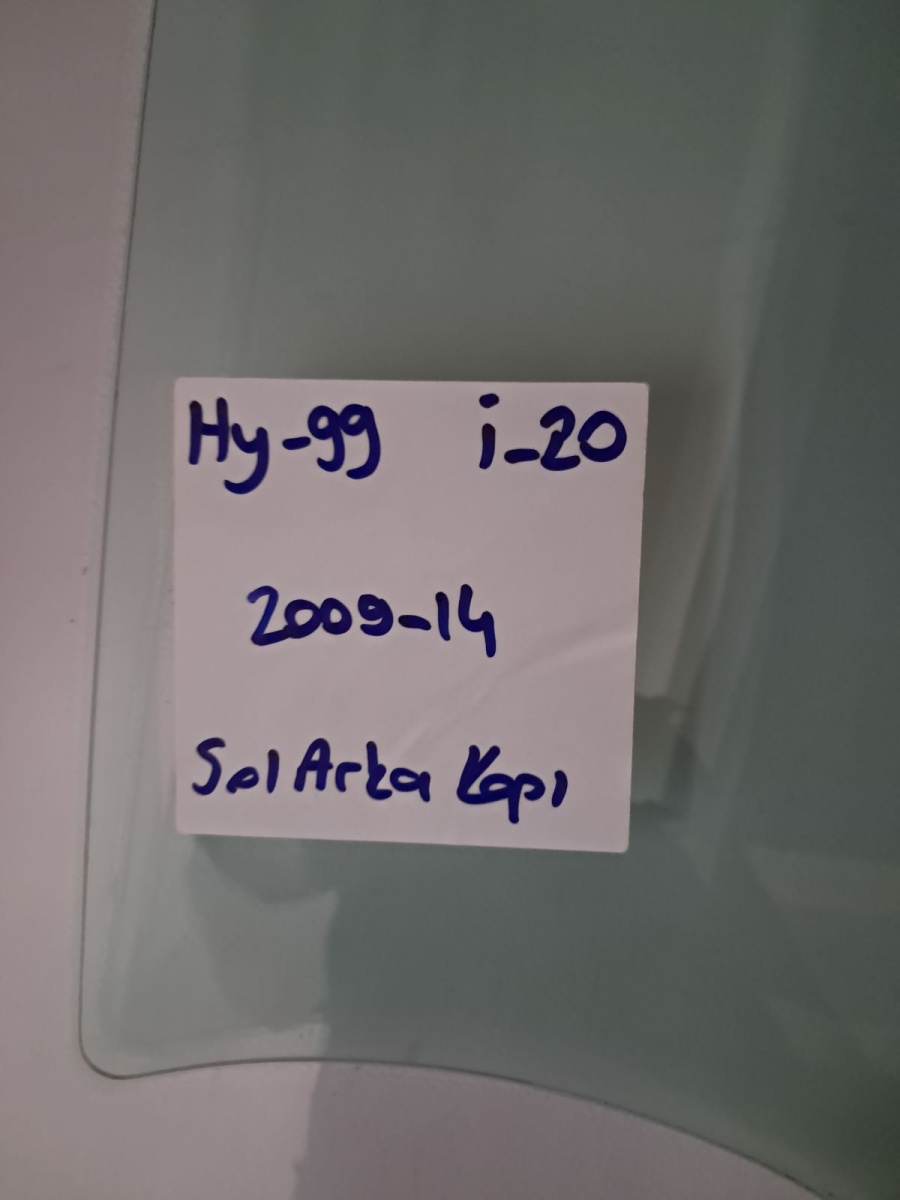 Hy-99 i-20
2009-14
Sol Arka Kapı